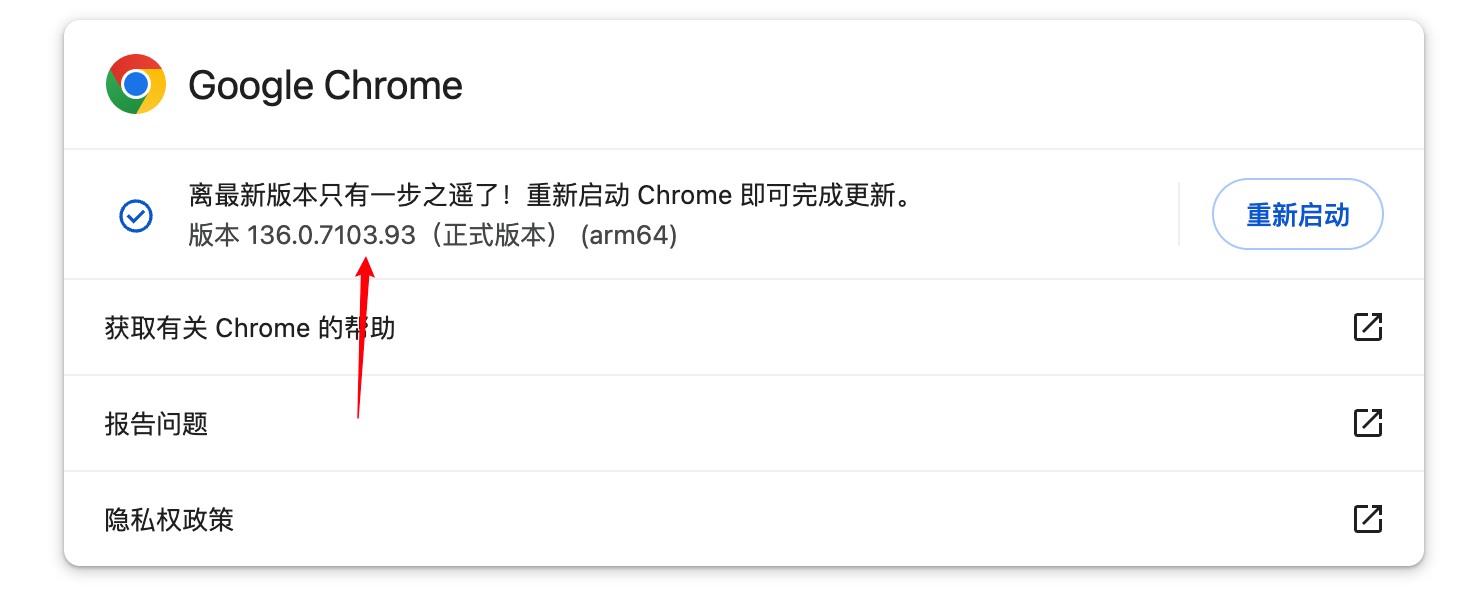 Google Chrome
离最新版本只有一步之遥了！重新启动 Chrome 即可完成更新。
版本 136.0.7103.93（正式版本） (arm64)
重新启动
获取有关 Chrome 的帮助
报告问题
隐私权政策